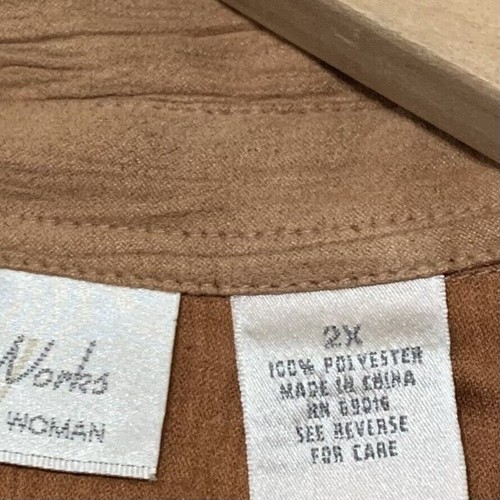 Works
WOMAN
2X
100% POLYESTER
MADE IN CHINA
RN 69016
SEE REVERSE
FOR CARE